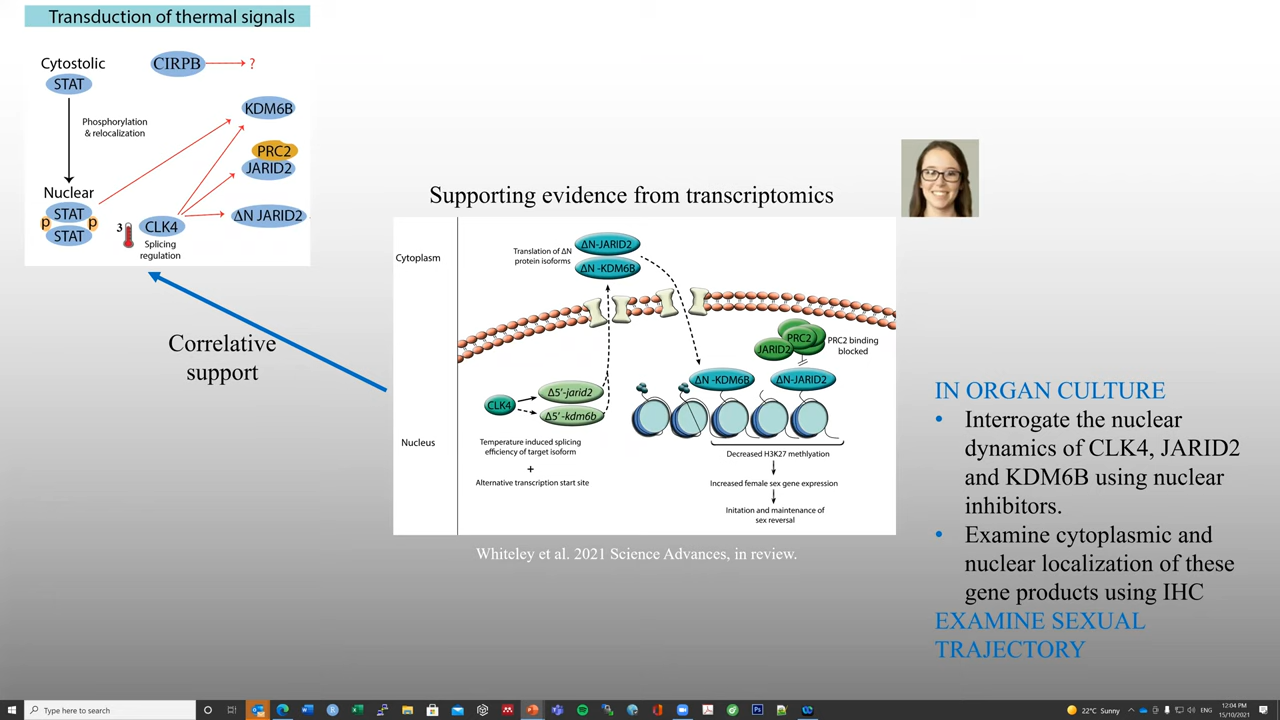 Transduction of thermal signals
Cytostolic
STAT
CIRPB
?
Phosphorylation
& relocalization
KDM6B
PRC2
JARID2
Nuclear
STAT
p
p
STAT
3
CLK4
ΔN JARID2
Splicing
regulation
Correlative
support
Supporting evidence from transcriptomics
Cytoplasm
Translation of ΔN
protein isoforms
ΔN-JARID2
ΔN -KDM6B
PRC2
JARID2
PRC2 binding
blocked
ΔN -KDM6B
ΔN-JARID2
CLK4
Δ5'-jarid2
Δ5'-kdm6b
Nucleus
Temperature induced splicing
efficiency of target isoform
+
Alternative transcription start site
Decreased H3K27 methlyation
Increased female sex gene expression
Initation and maintenance of
sex reversal
Whiteley et al. 2021 Science Advances, in review.
IN ORGAN CULTURE
• Interrogate the nuclear
dynamics of CLK4, JARID2
and KDM6B using nuclear
inhibitors.
• Examine cytoplasmic and
nuclear localization of these
gene products using IHC
EXAMINE SEXUAL
TRAJECTORY
Type here to search
22°C Sunny
ENG
12:04 PM
15/10/2021